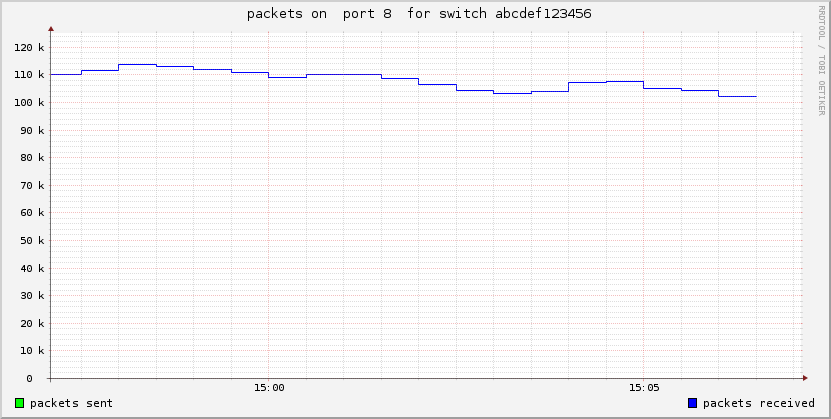 packets on  port 8  for switch abcdef123456
RRDTOOL / TOBI OETIKER
120 k
110 k
100 k
90 k
80 k
70 k
60 k
50 k
40 k
30 k
20 k
10 k
0
15:00 15:05
packets sent packets received